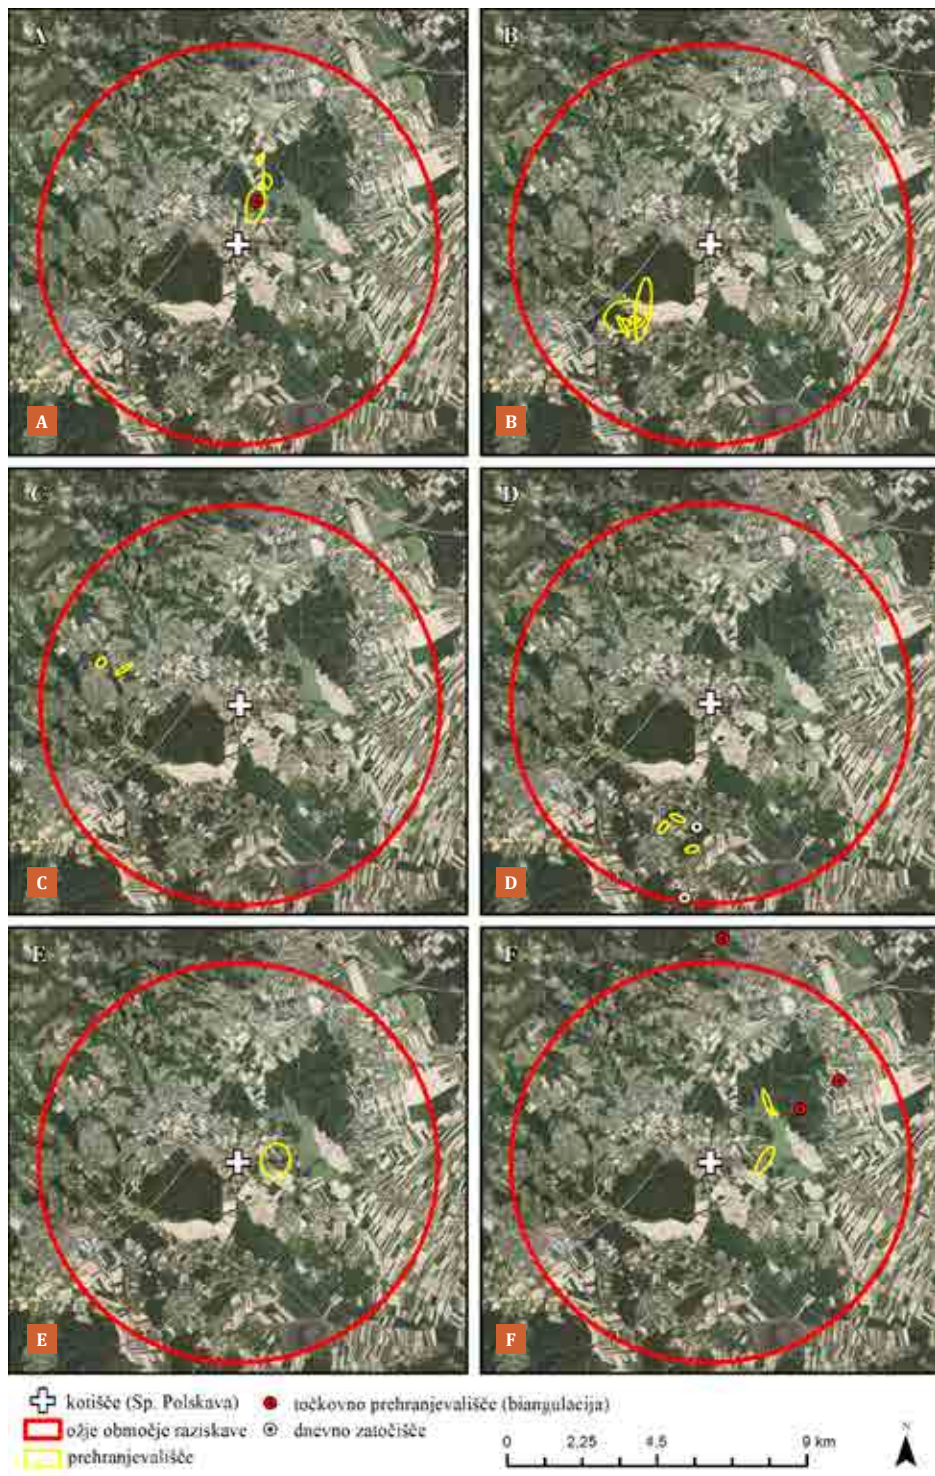 A B
A B
C D
C D
E F
E F
kotišče (Sp. Polskava) točkovno prehranjevališče (biangulacija)
ožje območje raziskave dnevno zatočišče
prehranjevališče
0 2,25 4,5 9 km
N